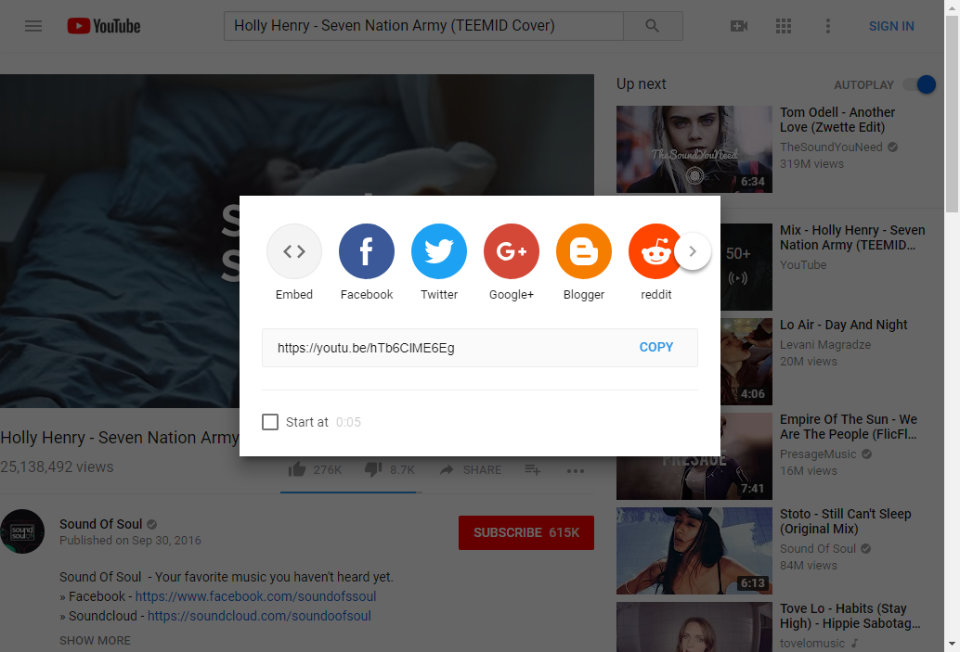 YouTube
Holly Henry - Seven Nation Army (TEEMID Cover)
SIGN IN
Up next
AUTOPLAY
TheSoundYouNeed
6:34
Tom Odell - Another
Love (Zwette Edit)
TheSoundYouNeed
319M views
50+
Mix - Holly Henry - Seven
Nation Army (TEEMID...
YouTube
4:06
Lo Air - Day And Night
Levani Magradze
20M views
PRESAGE
7:41
Empire Of The Sun - We
Are The People (FlicFl...
PresageMusic
16M views
6:13
Stoto - Still Can't Sleep
(Original Mix)
Sound Of Soul
84M views
Tove Lo - Habits (Stay
High) - Hippie Sabotag...
tovelomusic
Embed
Facebook
Twitter
Google+
Blogger
reddit
https://youtu.be/hTb6ClME6Eg
COPY
Start at 0:05
Holly Henry - Seven Nation Army
25,138,492 views
276K
8.7K
SHARE
sound
soul
Sound Of Soul
Published on Sep 30, 2016
SUBSCRIBE 615K
Sound Of Soul - Your favorite music you haven't heard yet.
» Facebook - https://www.facebook.com/soundofssoul
» Soundcloud - https://soundcloud.com/soundoofsoul
SHOW MORE